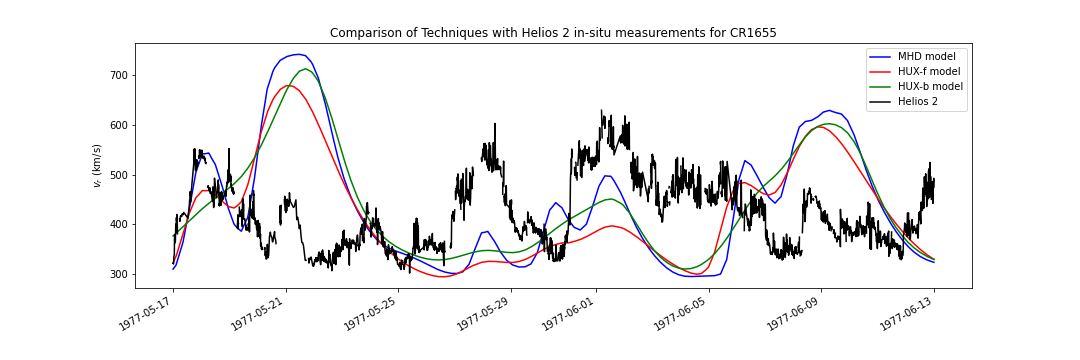 Comparison of Techniques with Helios 2 in-situ measurements for CR1655
MHD model
HUX-f model
HUX-b model
Helios 2
700
600
500
400
300
v_r (km/s)
1977-05-17
1977-05-21
1977-05-25
1977-05-29
1977-06-01
1977-06-05
1977-06-09
1977-06-13